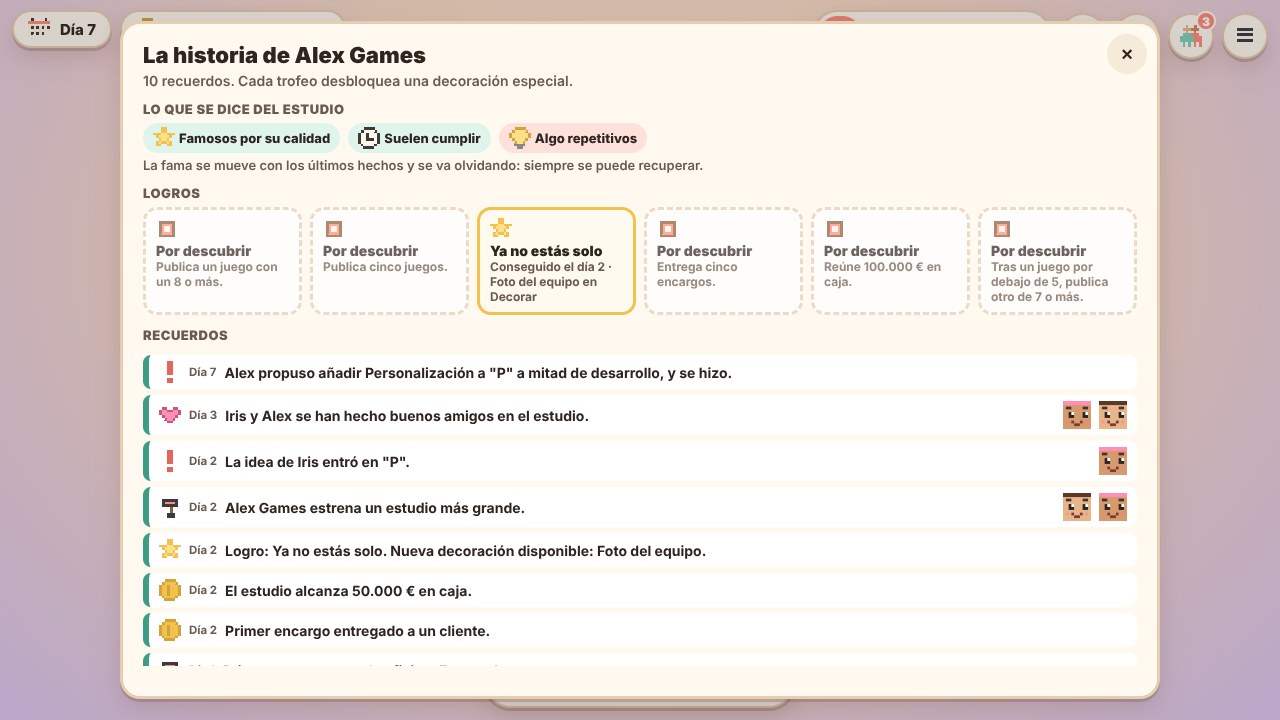 Día 7
3
La historia de Alex Games
×
10 recuerdos. Cada trofeo desbloquea una decoración especial.
LO QUE SE DICE DEL ESTUDIO
Famosos por su calidad
Suelen cumplir
Algo repetitivos
La fama se mueve con los últimos hechos y se va olvidando: siempre se puede recuperar.
LOGROS
Por descubrir
Publica un juego con
un 8 o más.
Por descubrir
Publica cinco juegos.
Ya no estás solo
Conseguido el día 2 ·
Foto del equipo en
Decorar
Por descubrir
Entrega cinco
encargos.
Por descubrir
Reúne 100.000 € en
caja.
Por descubrir
Tras un juego por
debajo de 5, publica
otro de 7 o más.
RECUERDOS
Día 7 Alex propuso añadir Personalización a "P" a mitad de desarrollo, y se hizo.
Día 3 Iris y Alex se han hecho buenos amigos en el estudio.
Día 2 La idea de Iris entró en "P".
Día 2 Alex Games estrena un estudio más grande.
Día 2 Logro: Ya no estás solo. Nueva decoración disponible: Foto del equipo.
Día 2 El estudio alcanza 50.000 € en caja.
Día 2 Primer encargo entregado a un cliente.